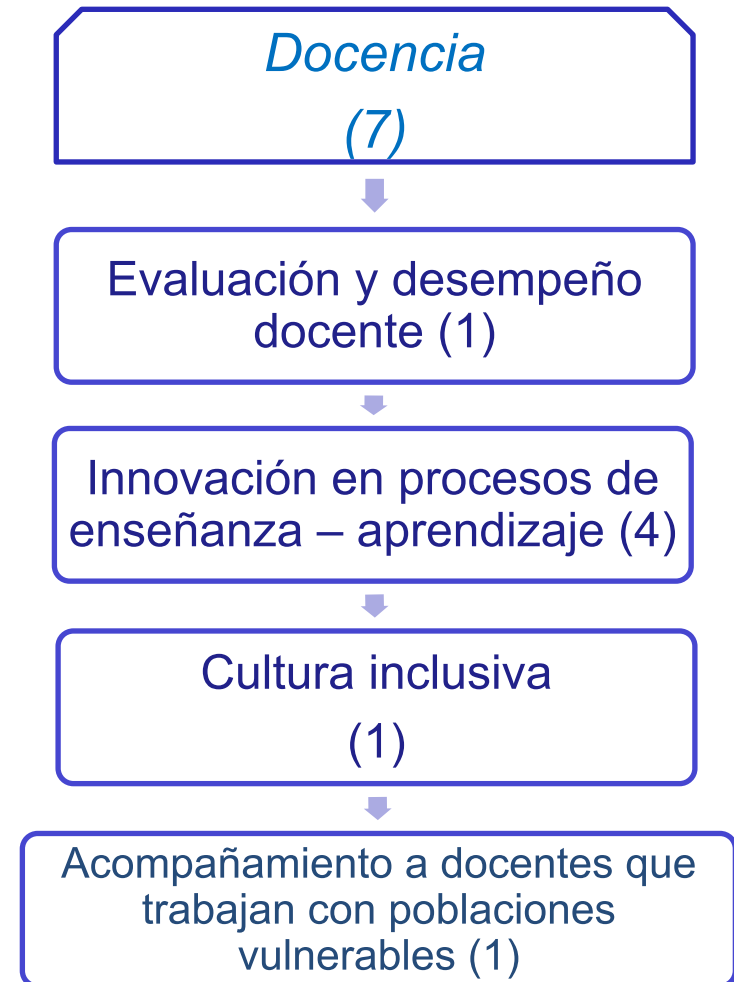 Docencia
(7)
Evaluación y desempeño
docente (1)
Innovación en procesos de
enseñanza – aprendizaje (4)
Cultura inclusiva
(1)
Acompañamiento a docentes que
trabajan con poblaciones
vulnerables (1)